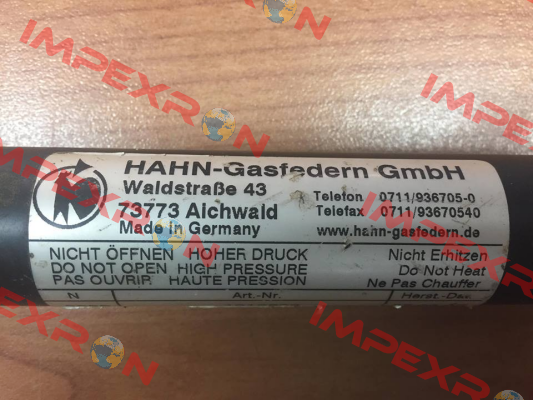 HAHN-Gasfedern GmbH
Waldstraße 43
Telefon 0711/936705-0
73773 Aichwald
Telefax 0711/93670540
Made in Germany
www.hahn-gasfedern.de
NICHT ÖFFNEN HOHER DRUCK
Nicht Erhitzen
DO NOT OPEN HIGH PRESSURE
Do Not Heat
PAS OUVRIR HAUTE PRESSION
Ne Pas Chauffer
N Art.-Nr. Herst.-Dat.
IMPEXRON
IMPEXRON
IMPEXRON
IMPEXRON